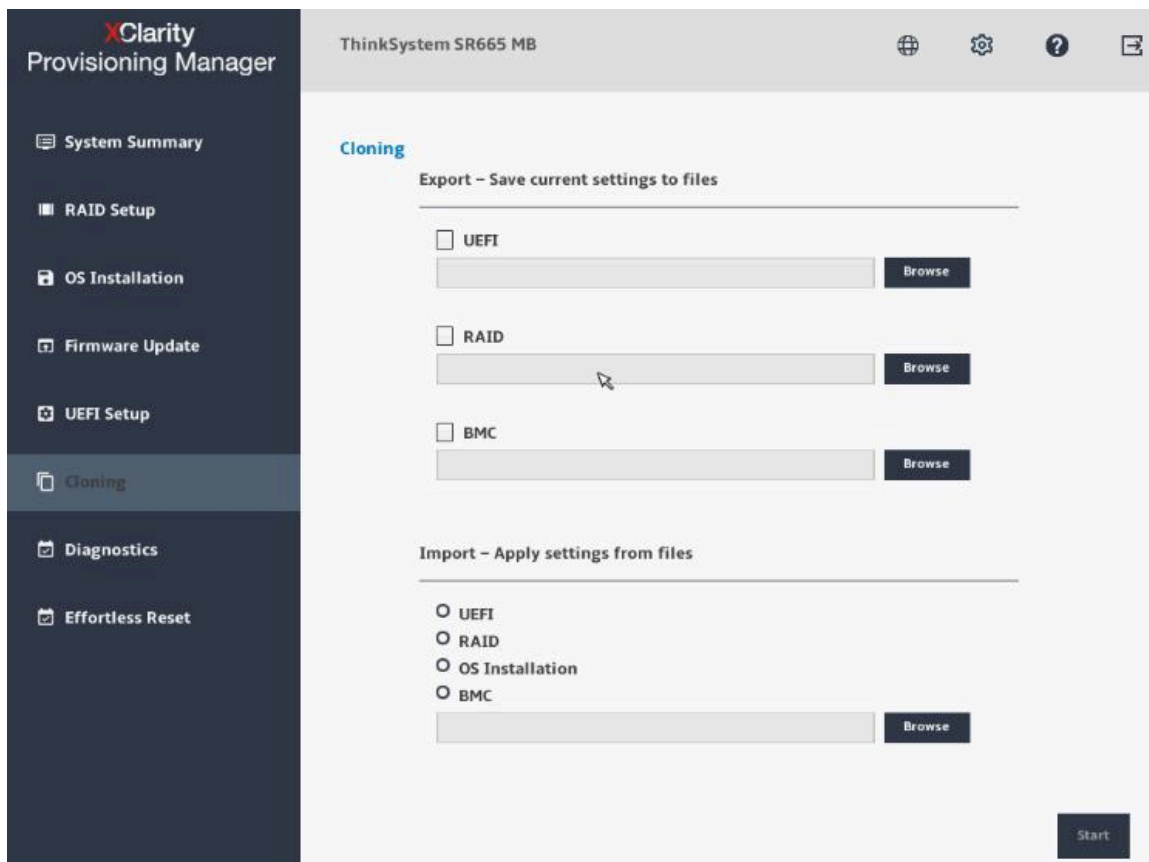 XClarity
Provisioning Manager
ThinkSystem SR665 MB
System Summary
RAID Setup
OS Installation
Firmware Update
UEFI Setup
Cloning
Diagnostics
Effortless Reset
Cloning
Export – Save current settings to files
UEFI
Browse
RAID
Browse
BMC
Browse
Import – Apply settings from files
UEFI
RAID
OS Installation
BMC
Browse
Start